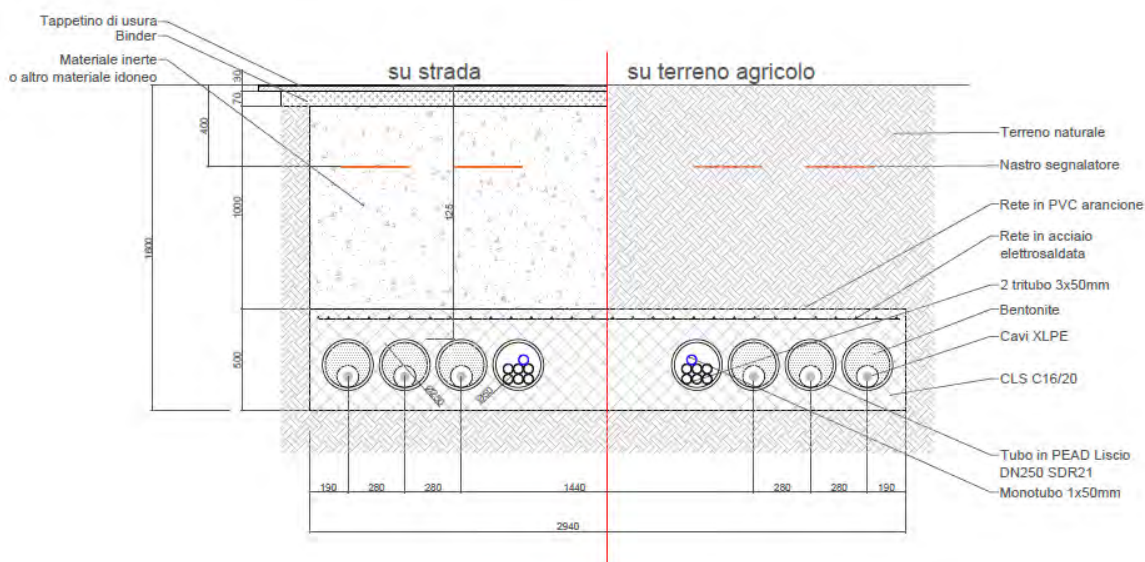 Tappetino di usura
Binder
Materiale inerte
o altro materiale idoneo
su strada
su terreno agricolo
30
70
400
1000
1600
125
500
Terreno naturale
Nastro segnalatore
Rete in PVC arancione
Rete in acciaio
elettrosaldata
2 tritubo 3x50mm
Bentonite
Cavi XLPE
CLS C16/20
Tubo in PEAD Liscio
DN250 SDR21
Monotubo 1x50mm
Ø250
190
280
280
1440
280
280
190
2940